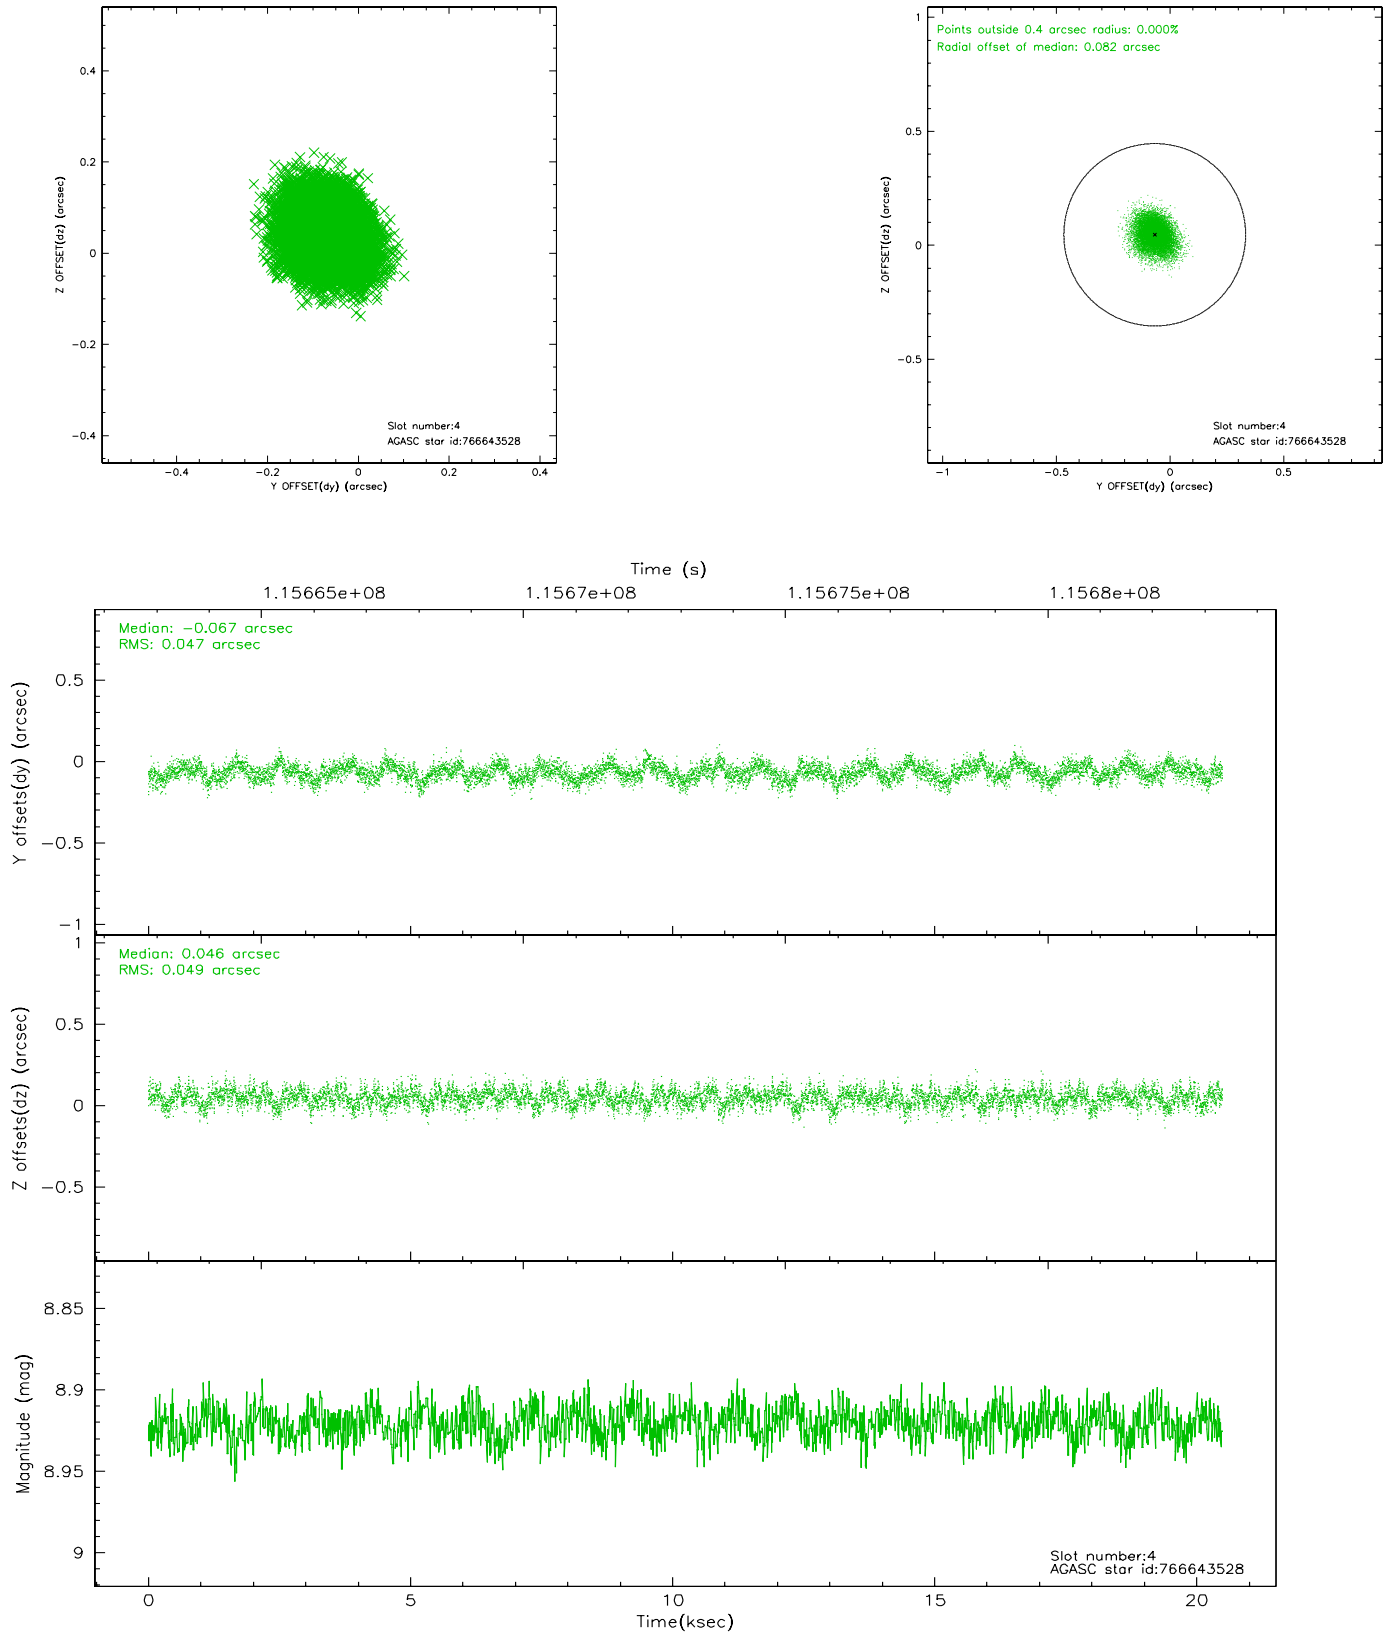 0.4
0.2
0
−0.2
−0.4
Z OFFSET(dz) (arcsec)
−0.4
−0.2
0
0.2
0.4
Y OFFSET(dy) (arcsec)
Slot number:4
AGASC star id:766643528
Points outside 0.4 arcsec radius: 0.000%
Radial offset of median: 0.082 arcsec
1
0.5
0
−0.5
Z OFFSET(dz) (arcsec)
−1
−0.5
0
0.5
Y OFFSET(dy) (arcsec)
Slot number:4
AGASC star id:766643528
Time (s)
1.15665e+08
1.1567e+08
1.15675e+08
1.1568e+08
Median: −0.067 arcsec
RMS: 0.047 arcsec
0.5
0
−0.5
−1
Y offsets(dy) (arcsec)
Median: 0.046 arcsec
RMS: 0.049 arcsec
1
0.5
0
−0.5
Z offsets(dz) (arcsec)
8.85
8.9
8.95
9
Magnitude (mag)
Slot number:4
AGASC star id:766643528
0
5
10
15
20
Time(ksec)